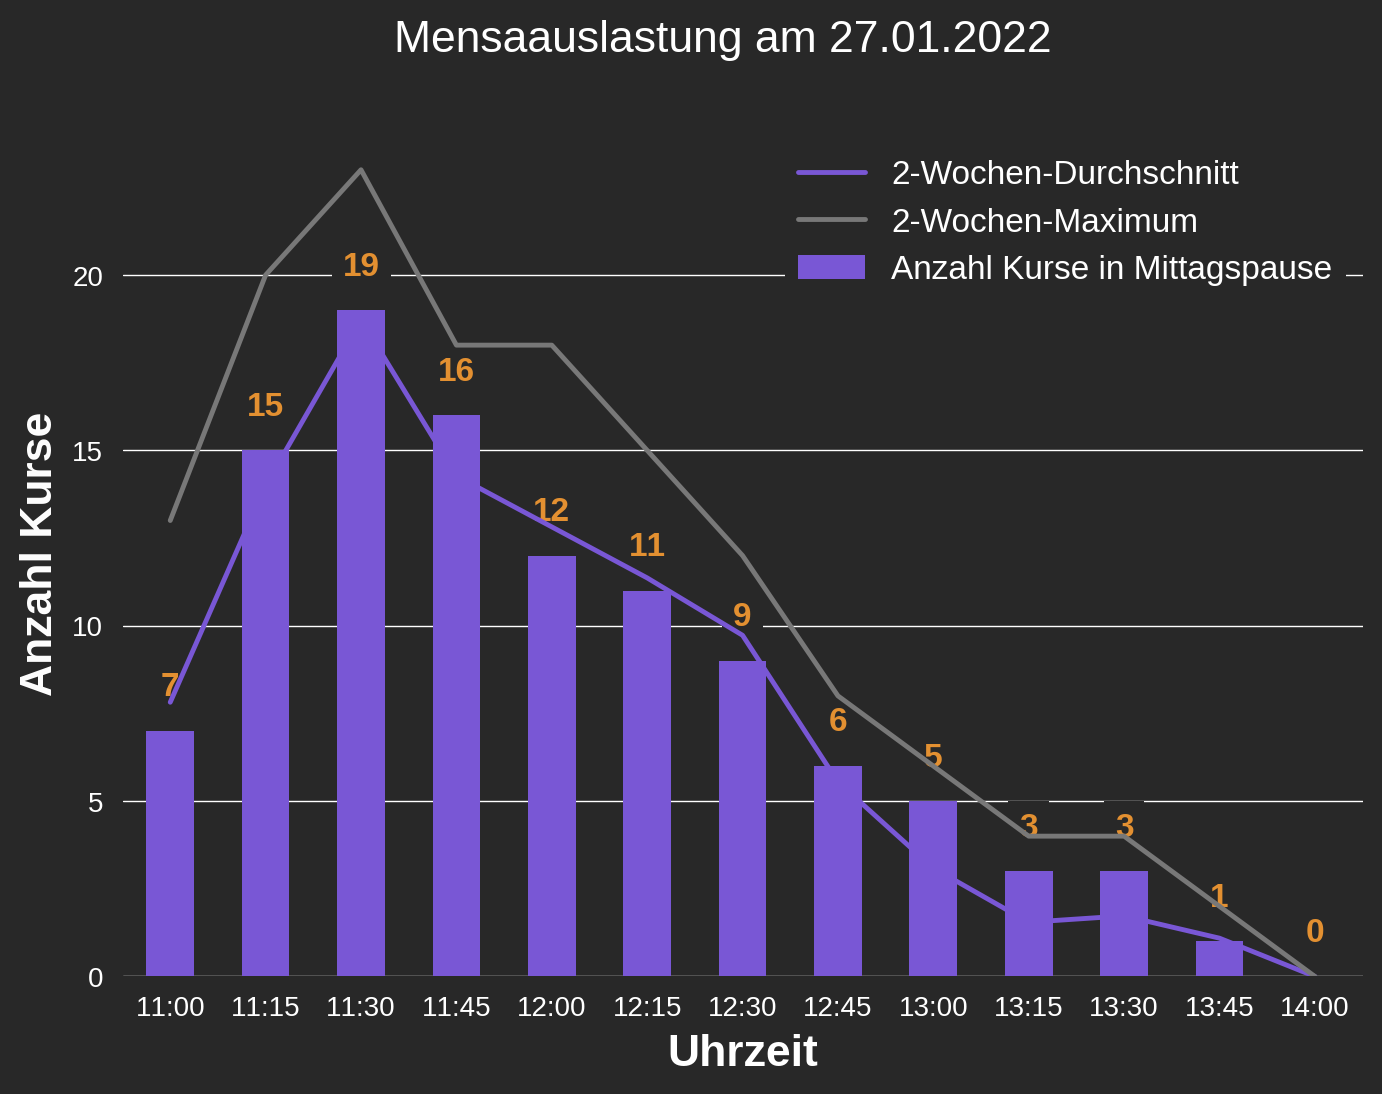 Mensaauslastung am 27.01.2022
2-Wochen-Durchschnitt
2-Wochen-Maximum
Anzahl Kurse in Mittagspause
Anzahl Kurse
20
15
10
5
0
7
15
19
16
12
11
9
6
5
3
3
1
0
11:00 11:15 11:30 11:45 12:00 12:15 12:30 12:45 13:00 13:15 13:30 13:45 14:00
Uhrzeit